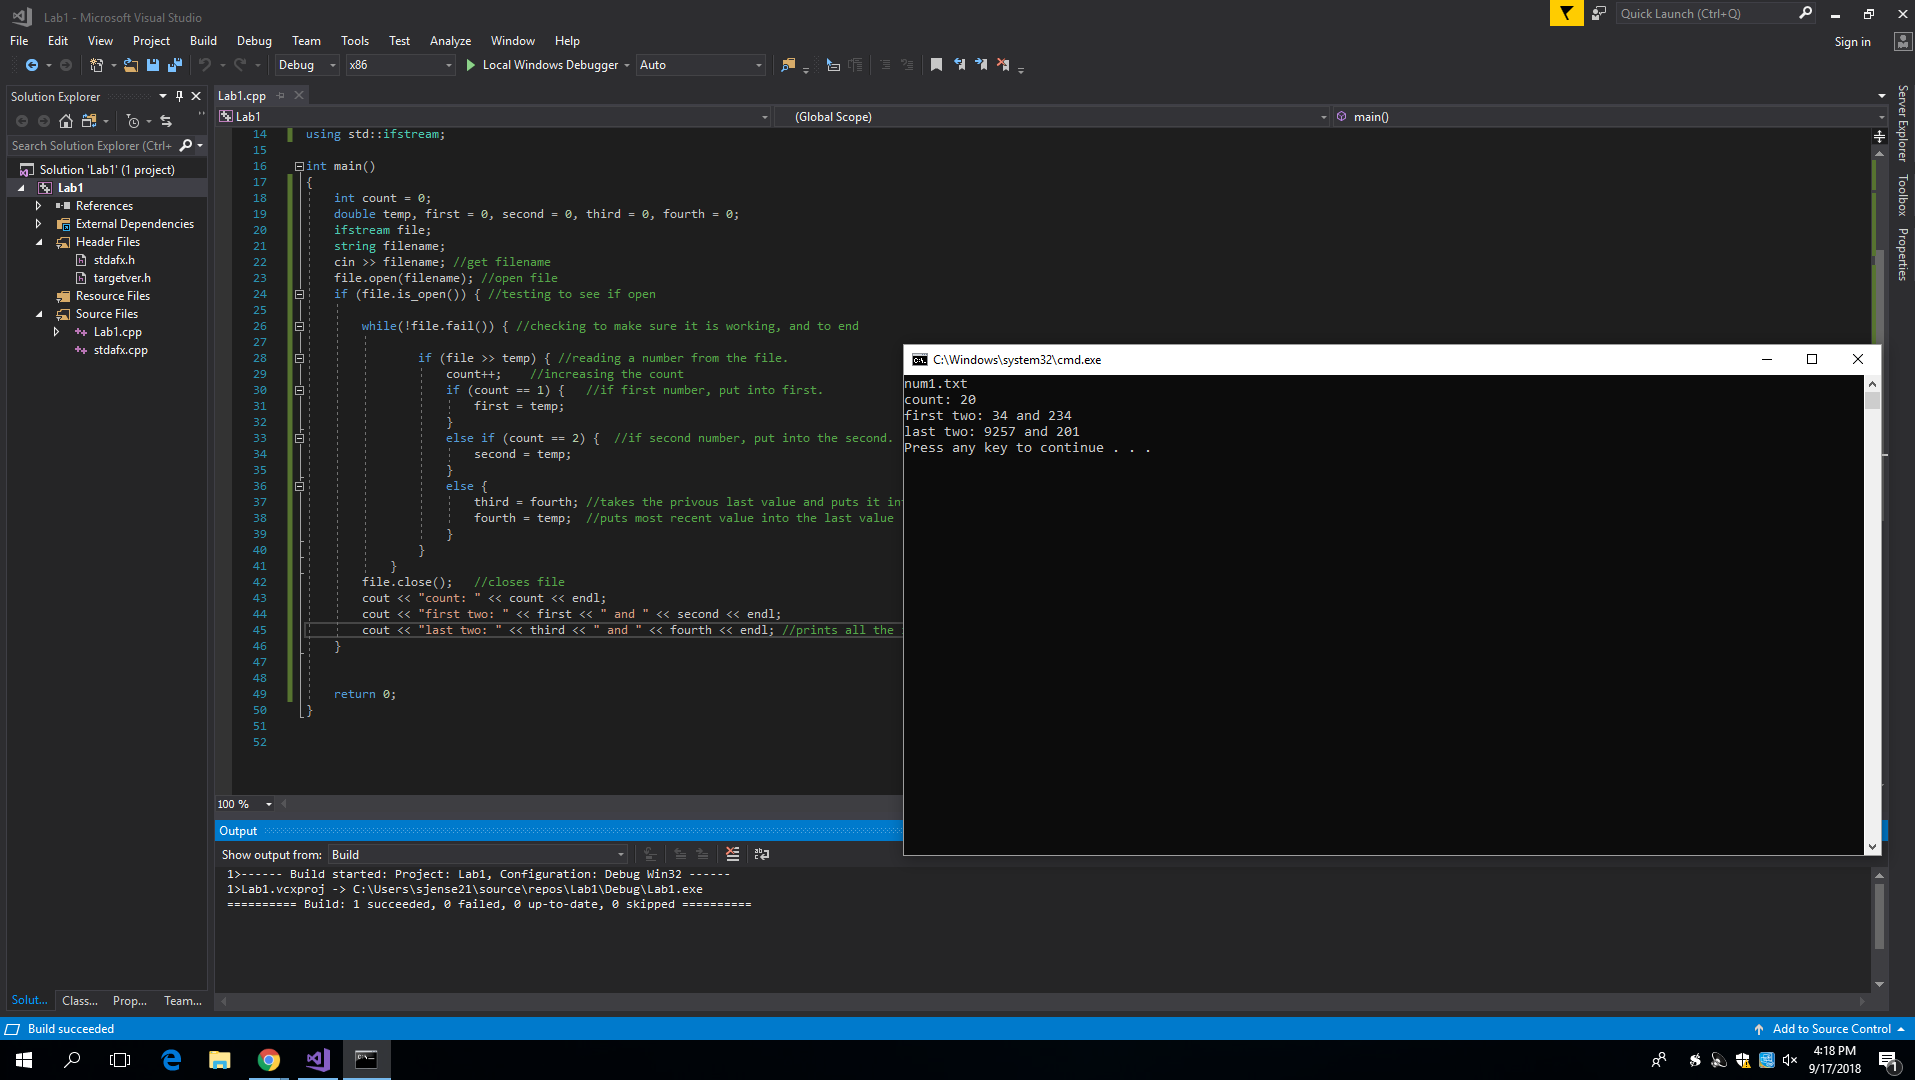 Lab1 - Microsoft Visual Studio
Quick Launch (Ctrl+Q)
File Edit View Project Build Debug Team Tools Test Analyze Window Help
Sign in
Debug x86 Local Windows Debugger Auto
Solution Explorer
Search Solution Explorer (Ctrl+
Solution 'Lab1' (1 project)
Lab1
References
External Dependencies
Header Files
stdafx.h
targetver.h
Resource Files
Source Files
Lab1.cpp
stdafx.cpp
Solut... Class... Prop... Team...
Lab1.cpp
Lab1 (Global Scope) main()
14 using std::ifstream;
15
16 int main()
17 {
18 int count = 0;
19 double temp, first = 0, second = 0, third = 0, fourth = 0;
20 ifstream file;
21 string filename;
22 cin >> filename; //get filename
23 file.open(filename); //open file
24 if (file.is_open()) { //testing to see if open
25
26 while(!file.fail()) { //checking to make sure it is working, and to end
27
28 if (file >> temp) { //reading a number from the file.
29 count++; //increasing the count
30 if (count == 1) { //if first number, put into first.
31 first = temp;
32 }
33 else if (count == 2) { //if second number, put into the second.
34 second = temp;
35 }
36 else {
37 third = fourth; //takes the privous last value and puts it in
38 fourth = temp; //puts most recent value into the last value
39 }
40 }
41 }
42 file.close(); //closes file
43 cout << "count: " << count << endl;
44 cout << "first two: " << first << " and " << second << endl;
45 cout << "last two: " << third << " and " << fourth << endl; //prints all the
46 }
47
48
49 return 0;
50 }
51
52
100 %
C:\Windows\system32\cmd.exe
num1.txt
count: 20
first two: 34 and 234
last two: 9257 and 201
Press any key to continue . . .
Server Explorer
Toolbox
Properties
Output
Show output from: Build
1>------ Build started: Project: Lab1, Configuration: Debug Win32 ------
1>Lab1.vcxproj -> C:\Users\sjense21\source\repos\Lab1\Debug\Lab1.exe
========== Build: 1 succeeded, 0 failed, 0 up-to-date, 0 skipped ==========
Build succeeded
Add to Source Control
4:18 PM
9/17/2018
1